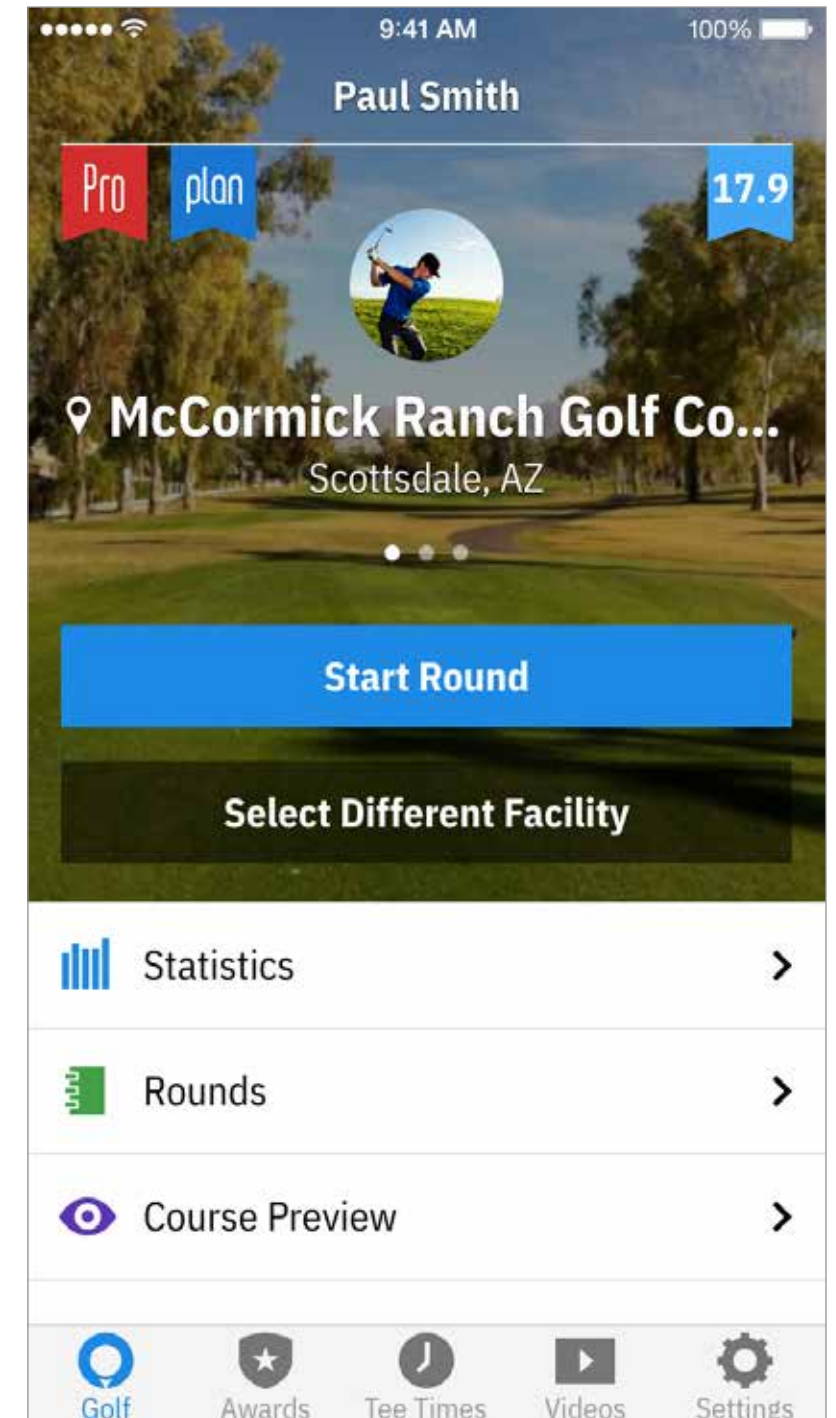 9:41 AM 100%
Paul Smith
Pro plan 17.9
McCormick Ranch Golf Co...
Scottsdale, AZ
Start Round
Select Different Facility
Statistics
Rounds
Course Preview
Golf Awards Tee Times Videos Settings